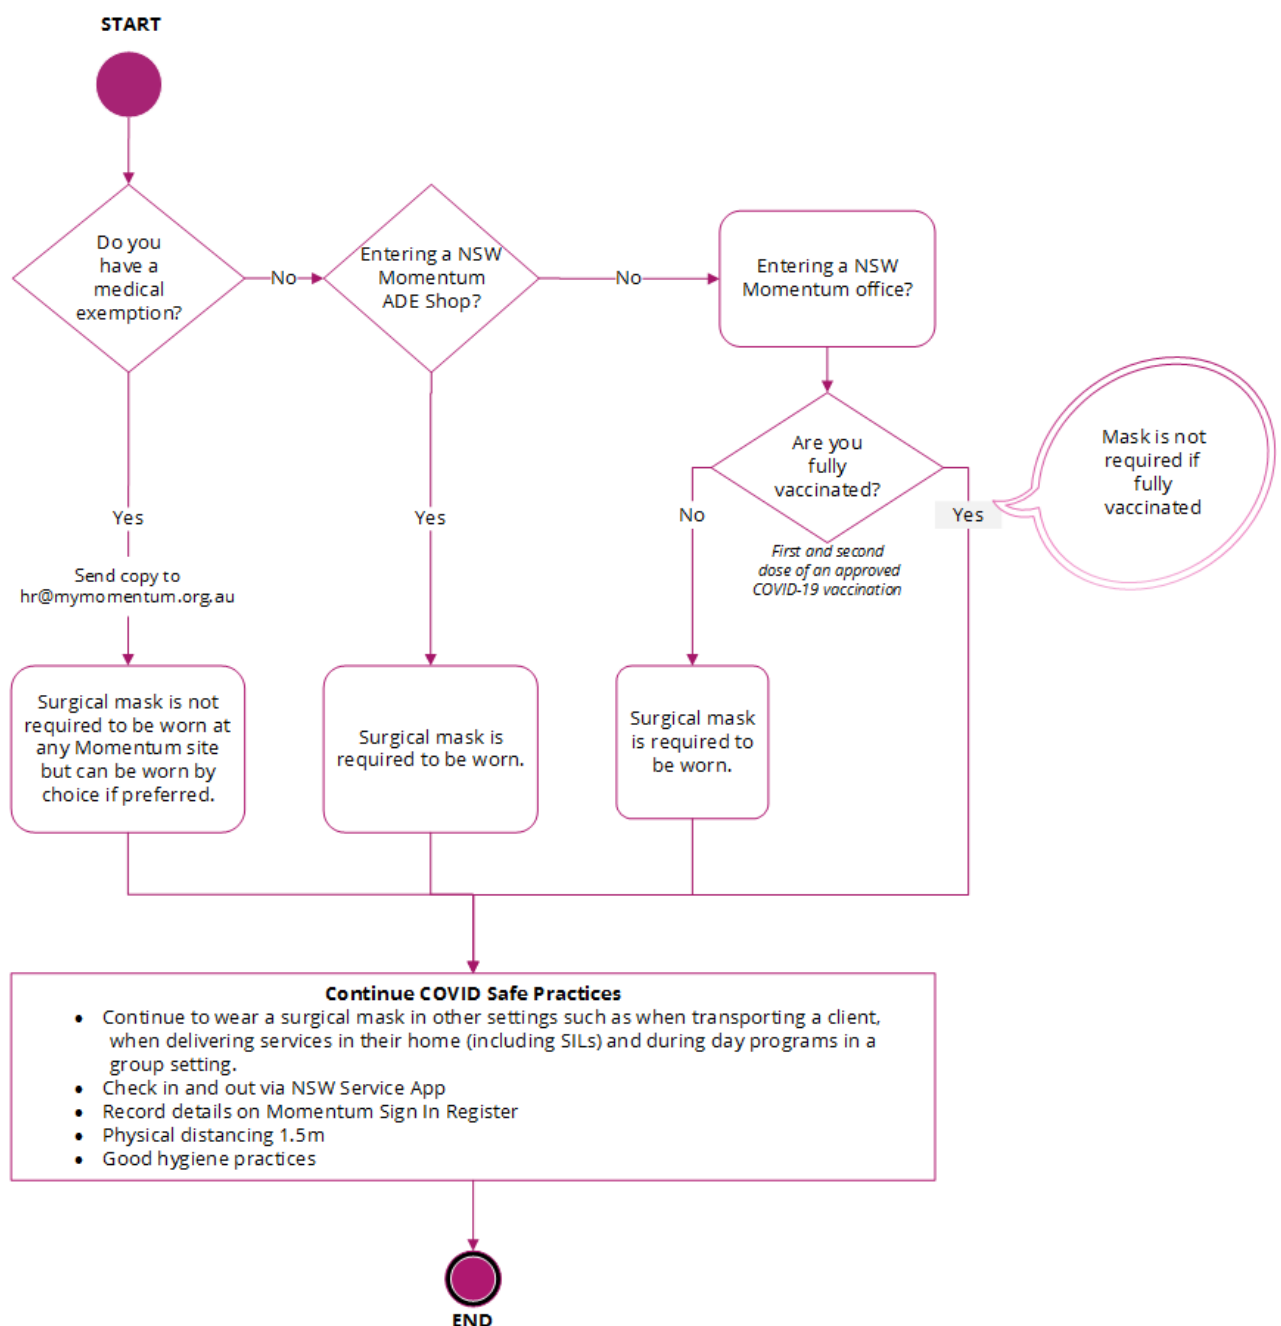 START
Do you
have a
medical
exemption?
No
Entering a NSW
Momentum
ADE Shop?
No
Entering a NSW
Momentum office?
Are you
fully
vaccinated?
Mask is not
required if
fully
vaccinated
Yes
Yes
No
Yes
First and second
dose of an approved
COVID-19 vaccination
Send copy to
hr@mymomentum.org.au
Surgical mask is not
required to be worn at
any Momentum site
but can be worn by
choice if preferred.
Surgical mask is
required to be worn.
Surgical mask
is required to
be worn.
Continue COVID Safe Practices
• Continue to wear a surgical mask in other settings such as when transporting a client,
when delivering services in their home (including SILs) and during day programs in a
group setting.
• Check in and out via NSW Service App
• Record details on Momentum Sign In Register
• Physical distancing 1.5m
• Good hygiene practices
END